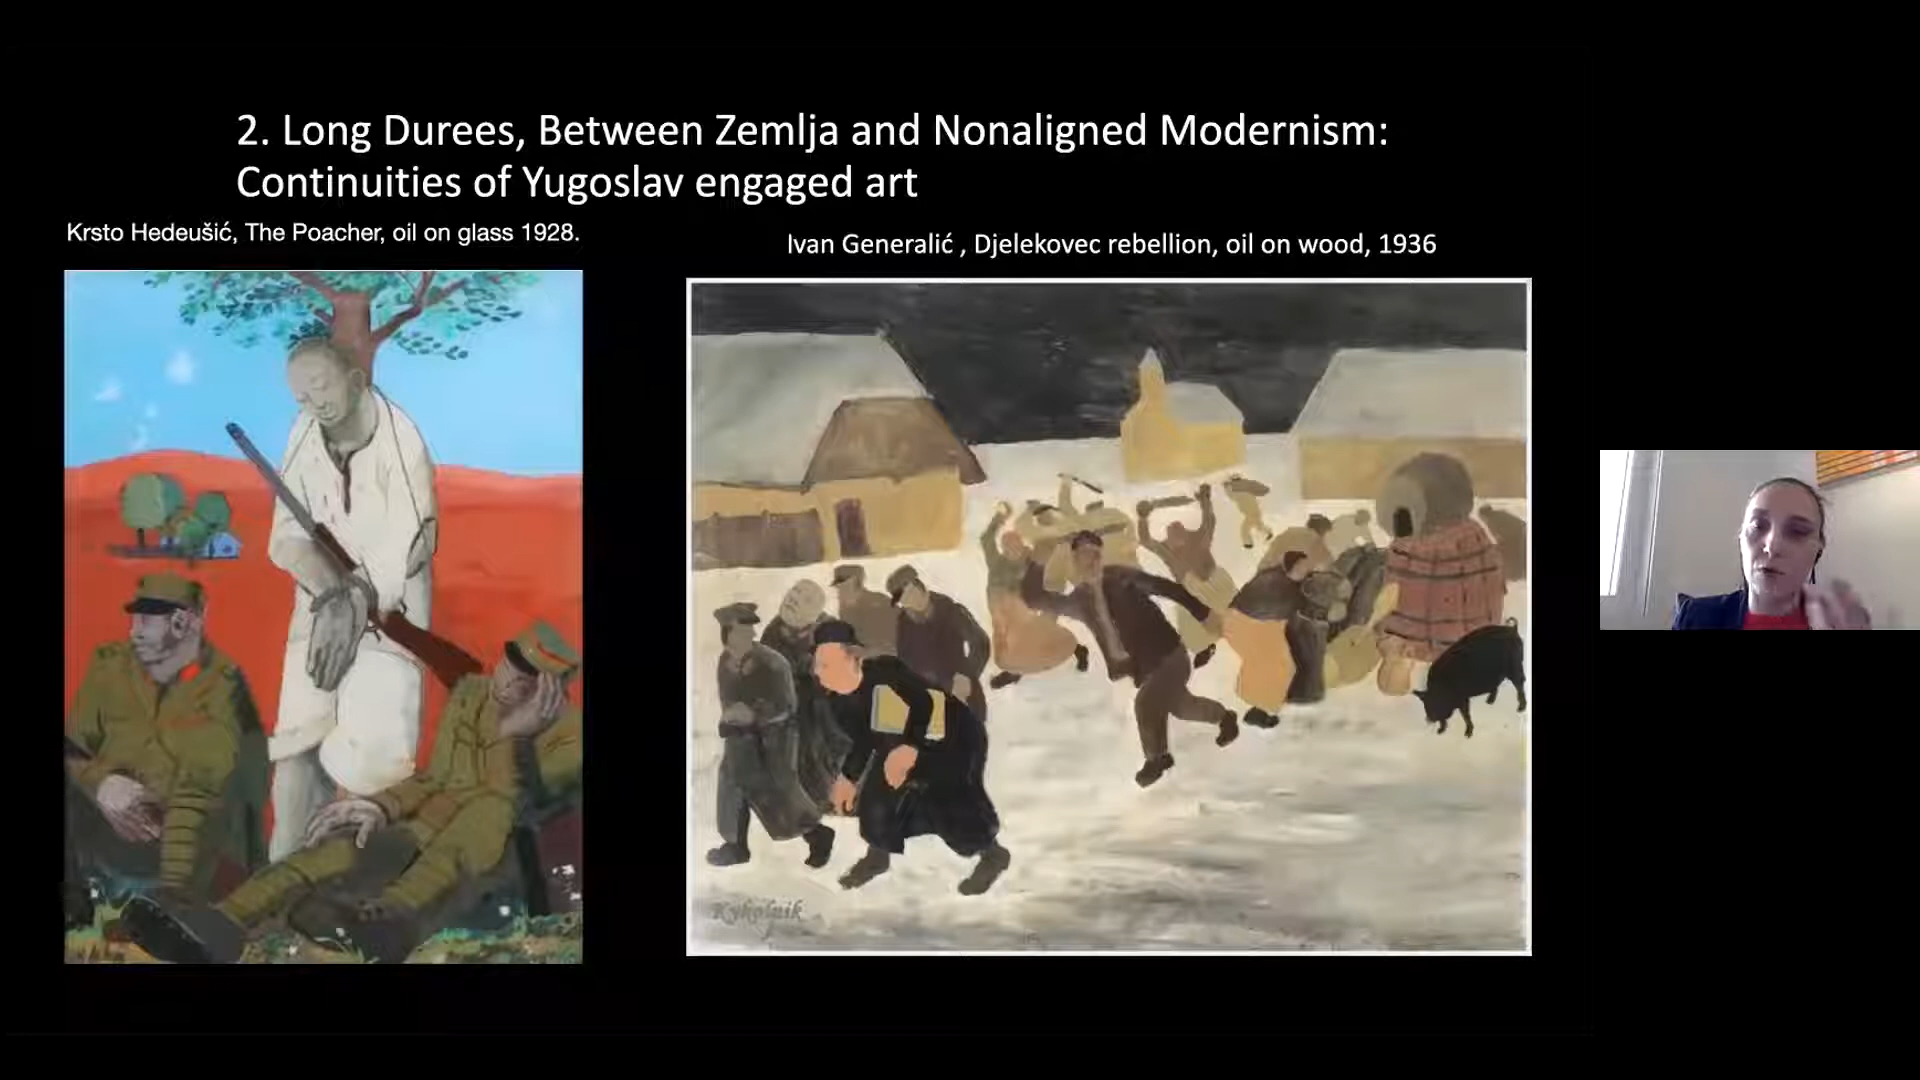 2. Long Durees, Between Zemlja and Nonaligned Modernism:
Continuities of Yugoslav engaged art
Krsto Hedeušić, The Poacher, oil on glass 1928.
Ivan Generalić , Djelekovec rebellion, oil on wood, 1936